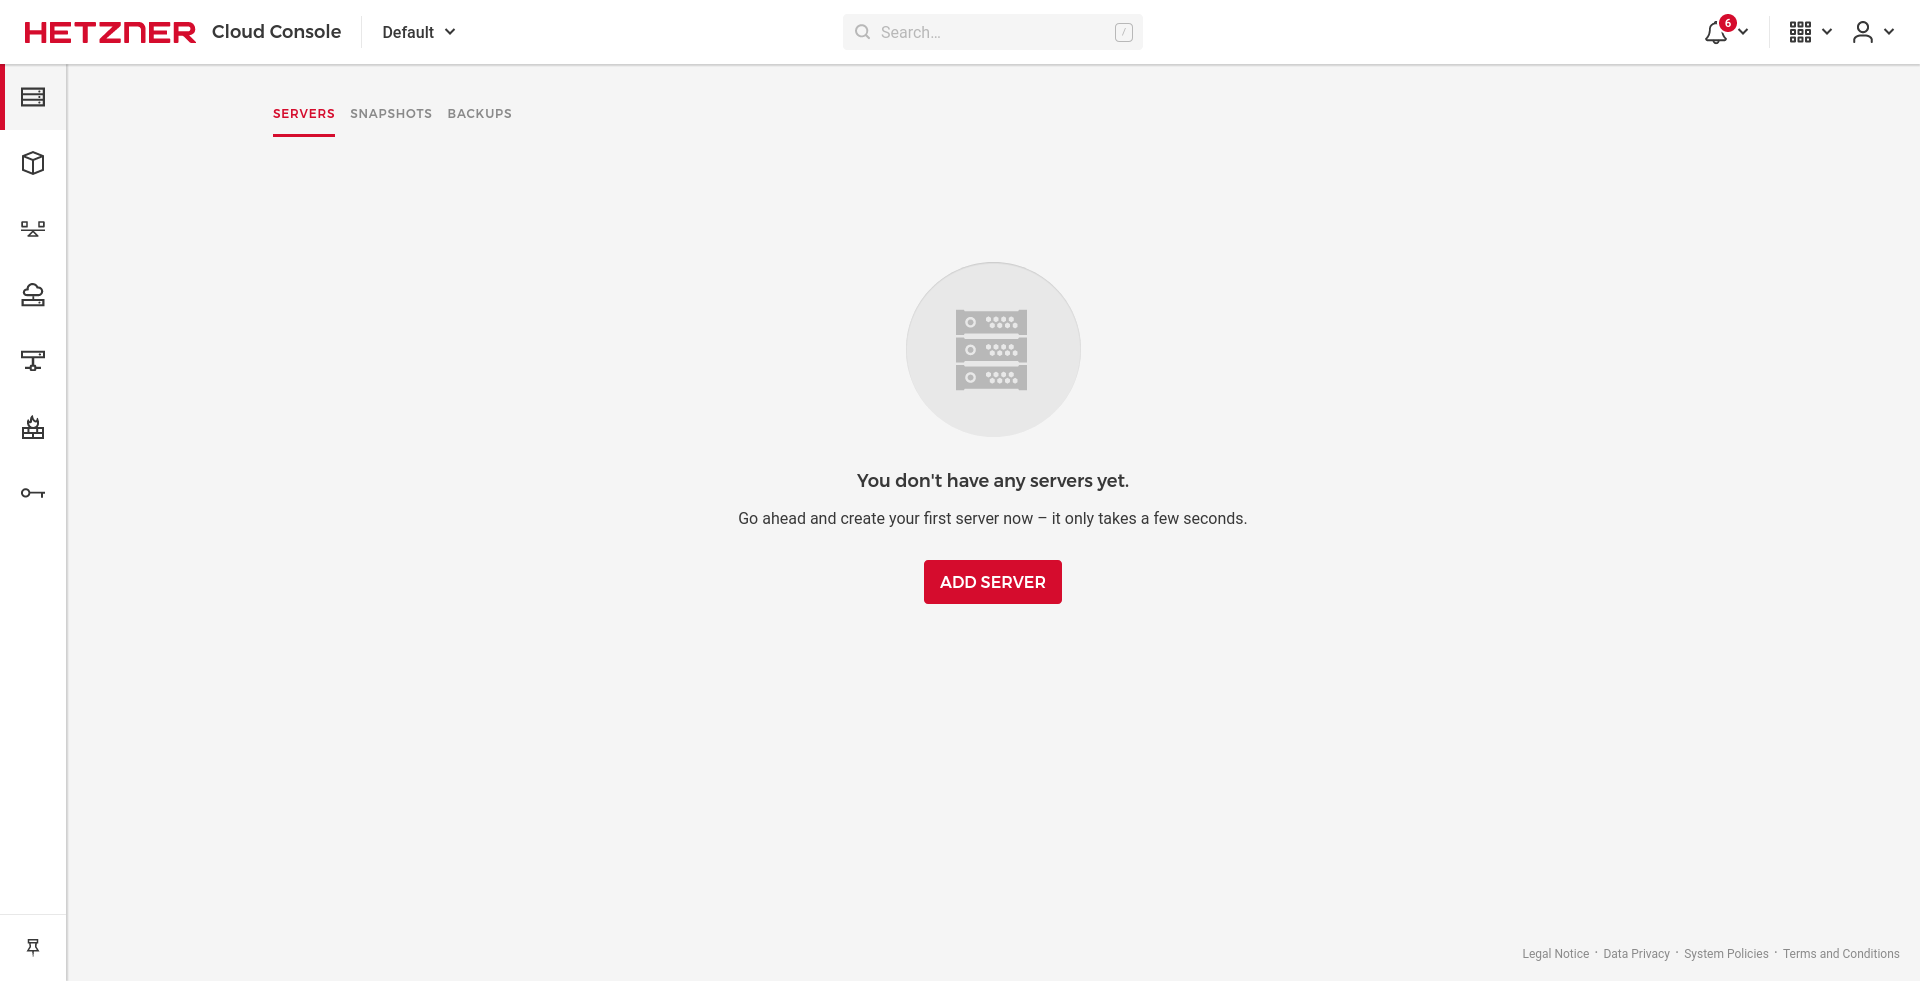 HETZNER Cloud Console Default Search... / 6
SERVERS SNAPSHOTS BACKUPS
You don't have any servers yet.
Go ahead and create your first server now – it only takes a few seconds.
ADD SERVER
Legal Notice · Data Privacy · System Policies · Terms and Conditions